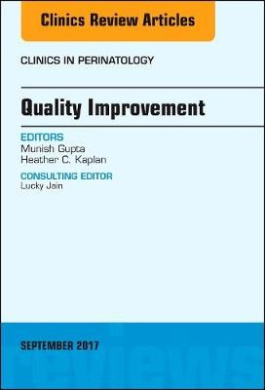 Clinics Review Articles
CLINICS IN PERINATOLOGY
Quality Improvement
EDITORS
Munish Gupta
Heather C. Kaplan
CONSULTING EDITOR
Lucky Jain
SEPTEMBER 2017
reviews